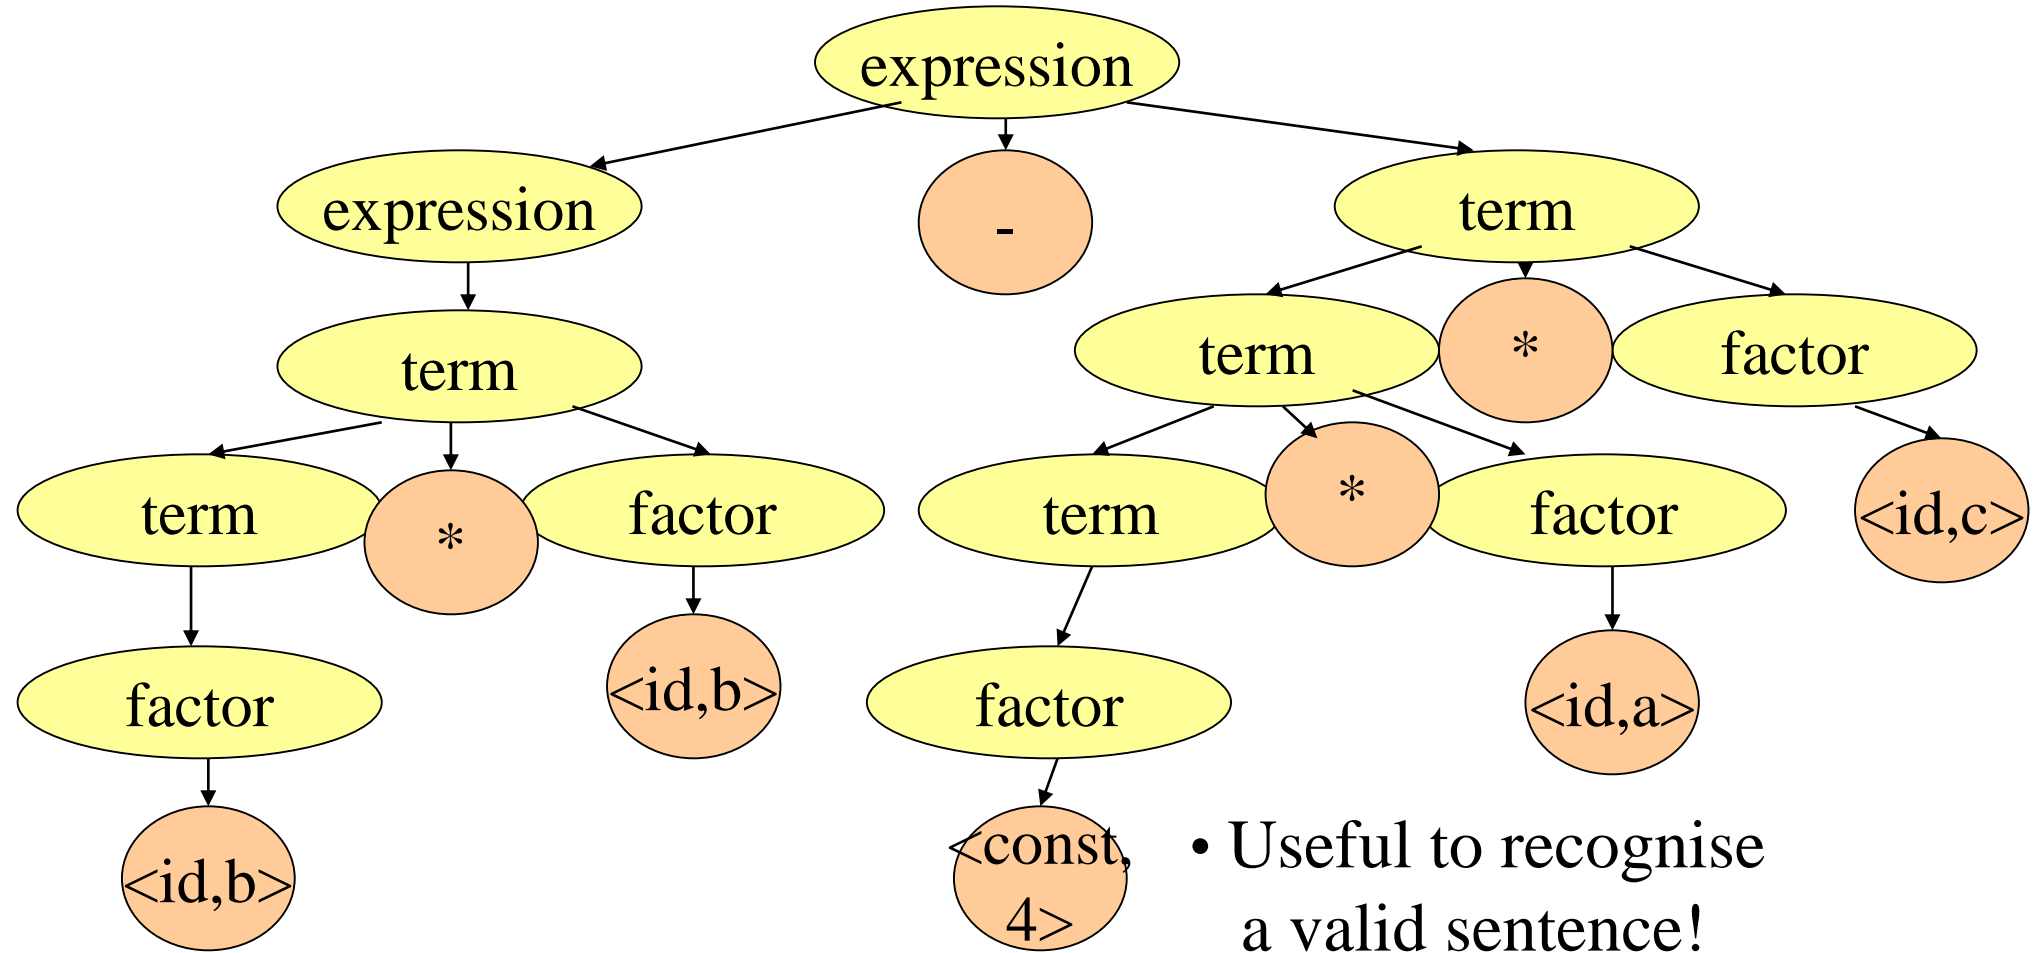 expression
expression
-
term
term
term
*
factor
term
*
factor
term
*
factor
<id,c>
factor
<id,b>
factor
<id,a>
<id,b>
<const,
4>
• Useful to recognise
a valid sentence!